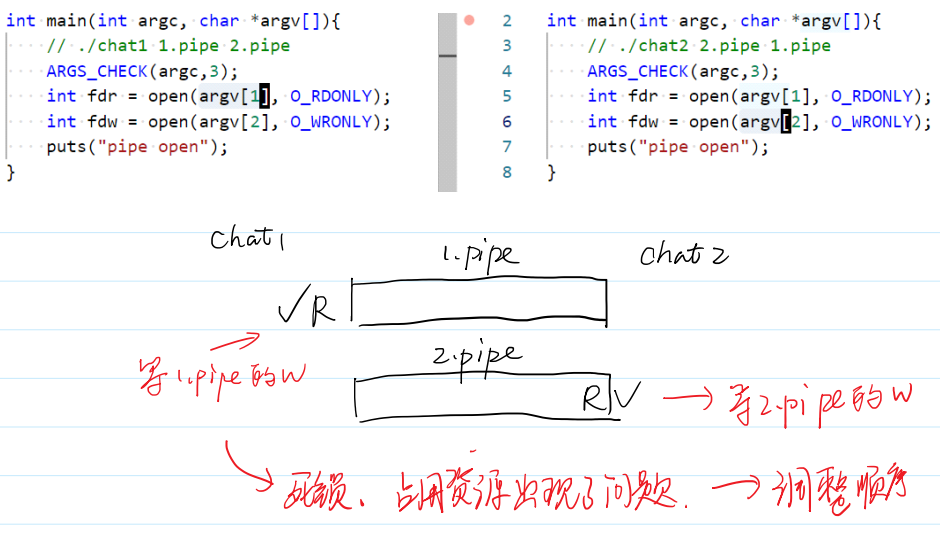 int main(int argc, char *argv[]){
// ./chat1 1.pipe 2.pipe
ARGS_CHECK(argc,3);
int fdr = open(argv[1], O_RDONLY);
int fdw = open(argv[2], O_WRONLY);
puts("pipe open");
}
2 int main(int argc, char *argv[]){
3 // ./chat2 2.pipe 1.pipe
4 ARGS_CHECK(argc,3);
5 int fdr = open(argv[1], O_RDONLY);
6 int fdw = open(argv[2], O_WRONLY);
7 puts("pipe open");
8 }
chat1
1.pipe
chat2
✓R
2.pipe
等1.pipe的W
R ✓ → 等2.pipe的W
死锁、占用资源出现了问题. → 调整顺序